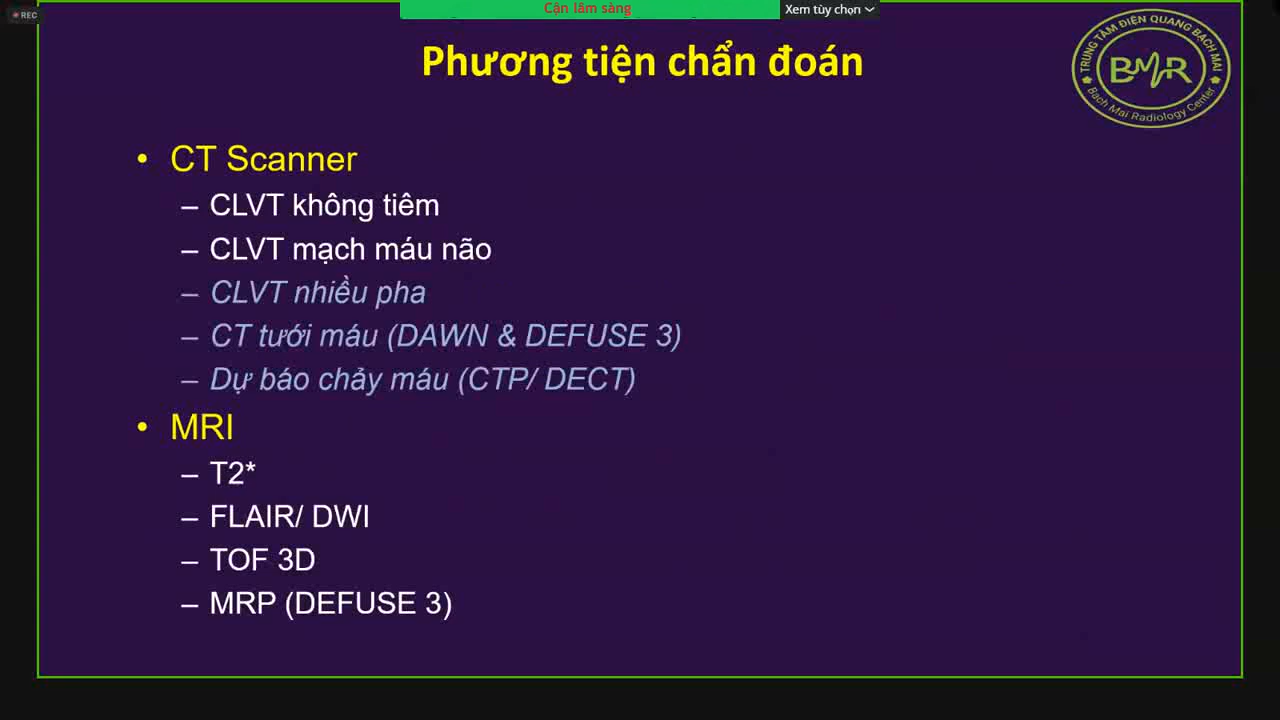 REC
Cận lâm sàng
Xem tùy chọn
Phương tiện chẩn đoán
TRUNG TÂM ĐIỆN QUANG BẠCH MAI
BMR
Bach Mai Radiology Center
• CT Scanner
– CLVT không tiêm
– CLVT mạch máu não
– CLVT nhiều pha
– CT tưới máu (DAWN & DEFUSE 3)
– Dự báo chảy máu (CTP/ DECT)
• MRI
– T2*
– FLAIR/ DWI
– TOF 3D
– MRP (DEFUSE 3)